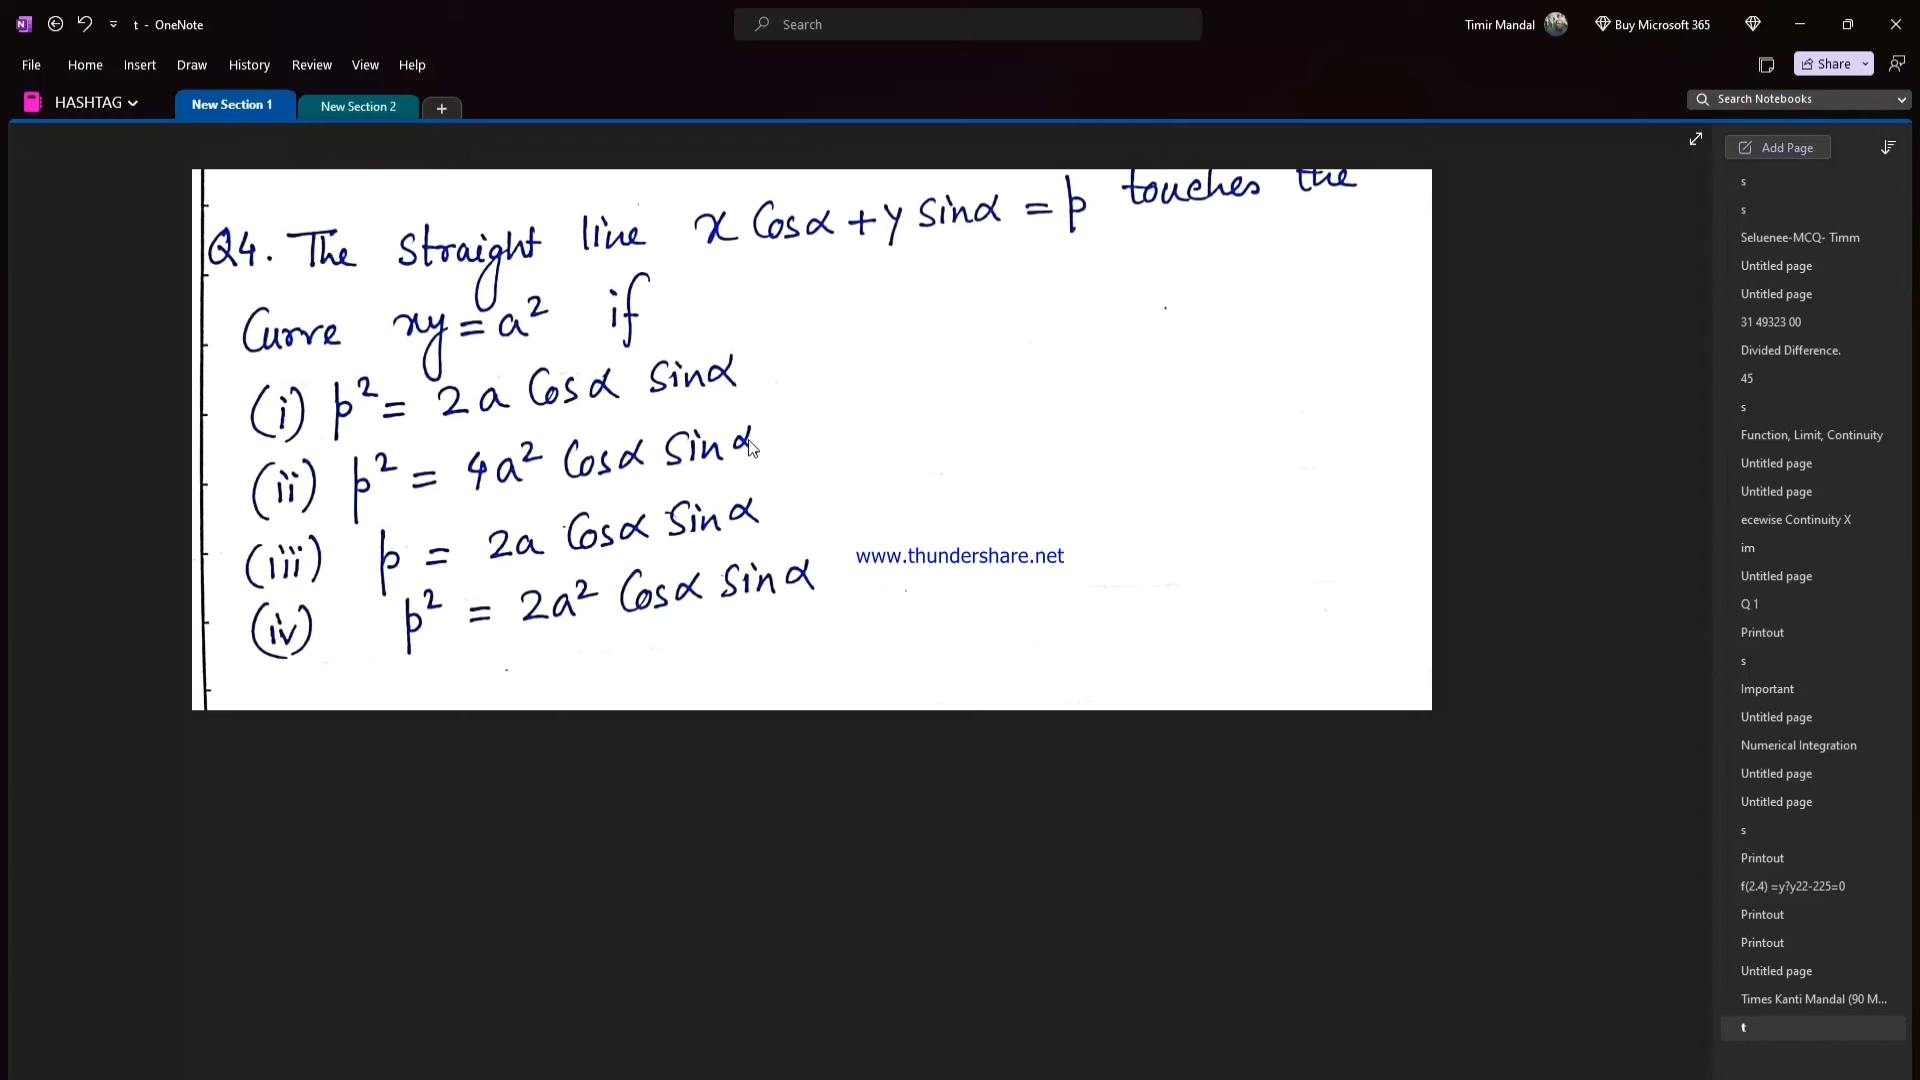 t - OneNote
Search
Timir Mandal
Buy Microsoft 365
File Home Insert Draw History Review View Help
Share
HASHTAG
New Section 1
New Section 2
+
Search Notebooks
Add Page
Q4. The straight line x Cosα + y Sinα = p touches the
Curve xy = a² if
(i) p² = 2a Cosα Sinα
(ii) p² = 4a² Cosα Sinα
(iii) p = 2a Cosα Sinα
(iv) p² = 2a² Cosα Sinα
www.thundershare.net
s
s
Seluenee-MCQ- Timm
Untitled page
Untitled page
31 49323 00
Divided Difference.
45
s
Function, Limit, Continuity
Untitled page
Untitled page
ecewise Continuity X
im
Untitled page
Q 1
Printout
s
Important
Untitled page
Numerical Integration
Untitled page
Untitled page
s
Printout
f(2.4) =y?y22-225=0
Printout
Printout
Untitled page
Times Kanti Mandal (90 M...
t